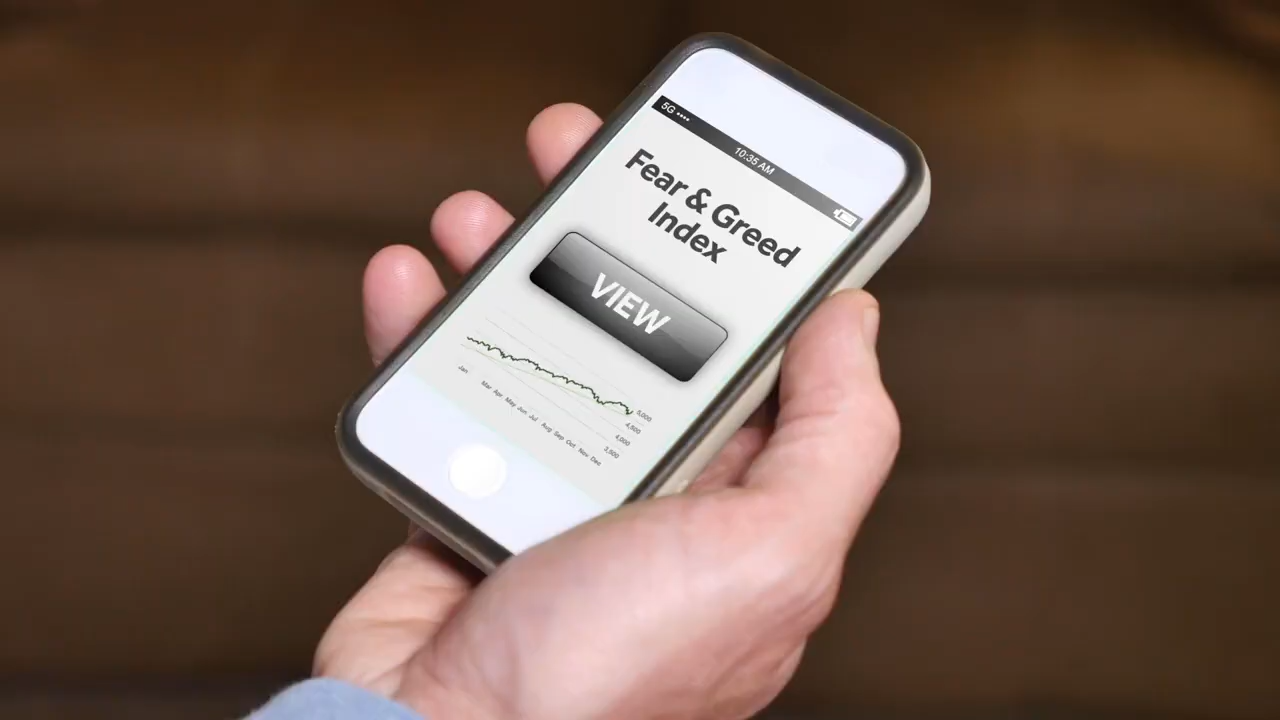 5G
10:35 AM
Fear & Greed
Index
VIEW
5,000
4,500
4,000
3,500
Jan Mar Apr May Jun Jul Aug Sep Oct Nov Dec